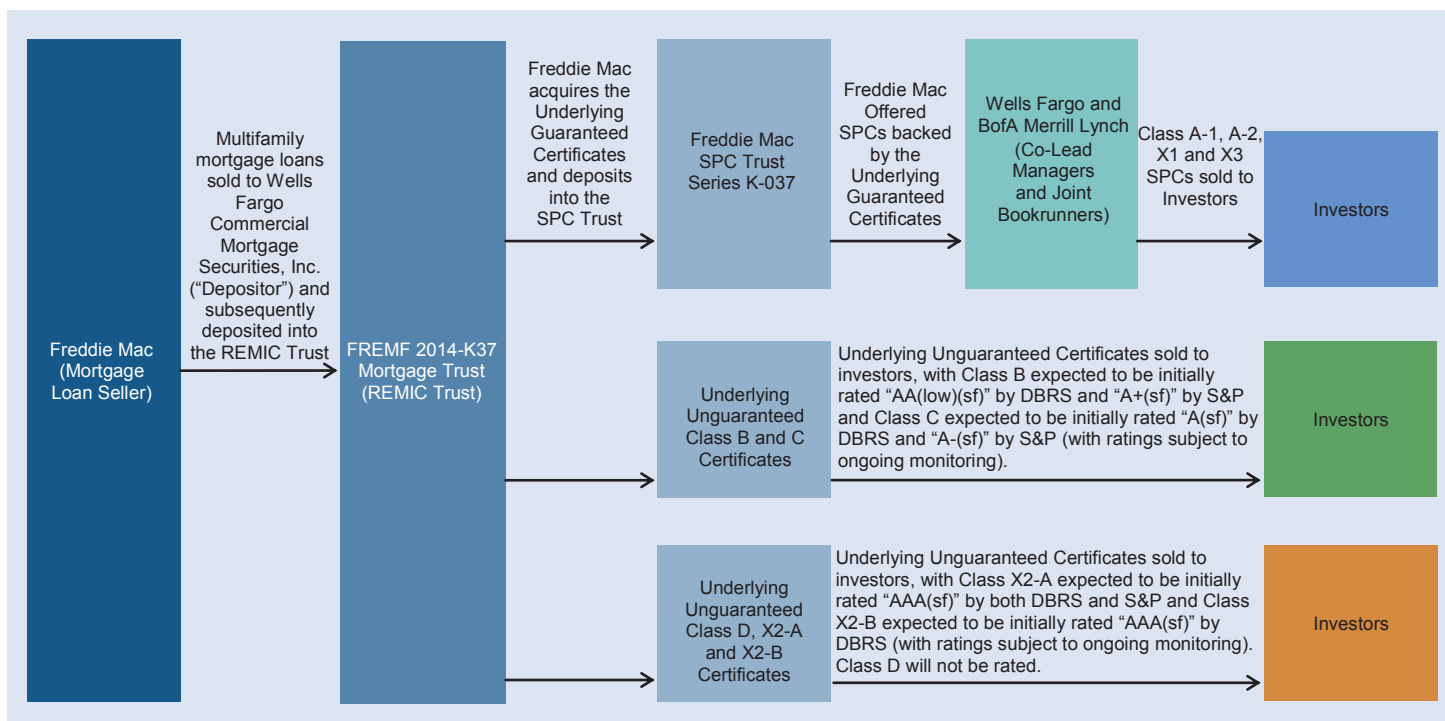 Freddie Mac
(Mortgage
Loan Seller)
Multifamily
mortgage loans
sold to Wells
Fargo
Commercial
Mortgage
Securities, Inc.
(“Depositor”) and
subsequently
deposited into
the REMIC Trust
FREMF 2014-K37
Mortgage Trust
(REMIC Trust)
Freddie Mac
acquires the
Underlying
Guaranteed
Certificates
and deposits
into the
SPC Trust
Freddie Mac
SPC Trust
Series K-037
Freddie Mac
Offered
SPCs backed
by the
Underlying
Guaranteed
Certificates
Wells Fargo and
BofA Merrill Lynch
(Co-Lead
Managers
and Joint
Bookrunners)
Class A-1, A-2,
X1 and X3
SPCs sold to
Investors
Investors
Underlying
Unguaranteed
Class B and C
Certificates
Underlying Unguaranteed Certificates sold to
investors, with Class B expected to be initially
rated “AA(low)(sf)” by DBRS and “A+(sf)” by S&P
and Class C expected to be initially rated “A(sf)” by
DBRS and “A-(sf)” by S&P (with ratings subject to
ongoing monitoring).
Investors
Underlying
Unguaranteed
Class D, X2-A
and X2-B
Certificates
Underlying Unguaranteed Certificates sold to
investors, with Class X2-A expected to be initially
rated “AAA(sf)” by both DBRS and S&P and Class
X2-B expected to be initially rated “AAA(sf)” by
DBRS (with ratings subject to ongoing monitoring).
Class D will not be rated.
Investors